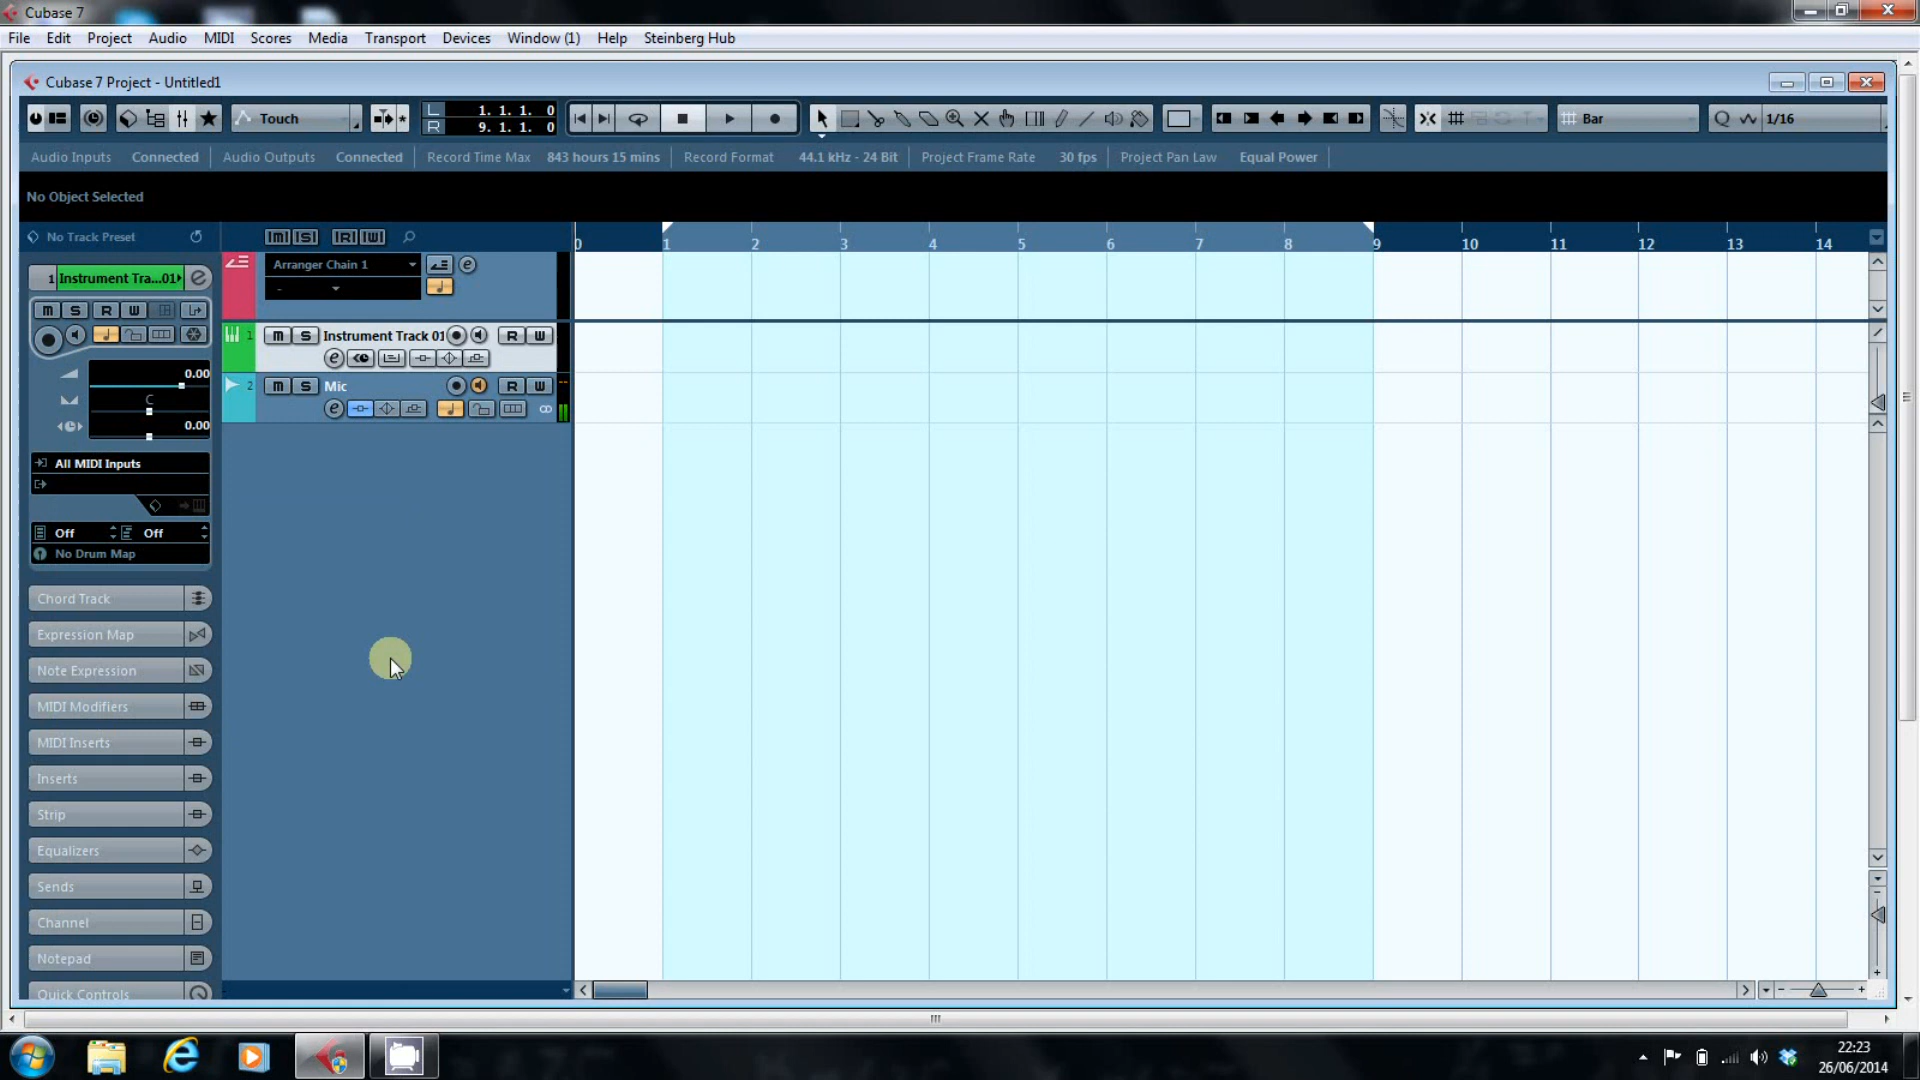 Cubase 7
File Edit Project Audio MIDI Scores Media Transport Devices Window (1) Help Steinberg Hub
Cubase 7 Project - Untitled1
Touch
L 1. 1. 1. 0
R 9. 1. 1. 0
Bar
Q 1/16
Audio Inputs Connected Audio Outputs Connected Record Time Max 843 hours 15 mins Record Format 44.1 kHz - 24 Bit Project Frame Rate 30 fps Project Pan Law Equal Power
No Object Selected
No Track Preset
M S R W
0 1 2 3 4 5 6 7 8 9 10 11 12 13 14
Arranger Chain 1 e
-
1 Instrument Tra...01 e
M S R W
1 M S Instrument Track 01 R W
e
2 M S Mic R W
e
0.00
C
0.00
All MIDI Inputs
Off Off
No Drum Map
Chord Track
Expression Map
Note Expression
MIDI Modifiers
MIDI Inserts
Inserts
Strip
Equalizers
Sends
Channel
Notepad
Quick Controls
22:23
26/06/2014